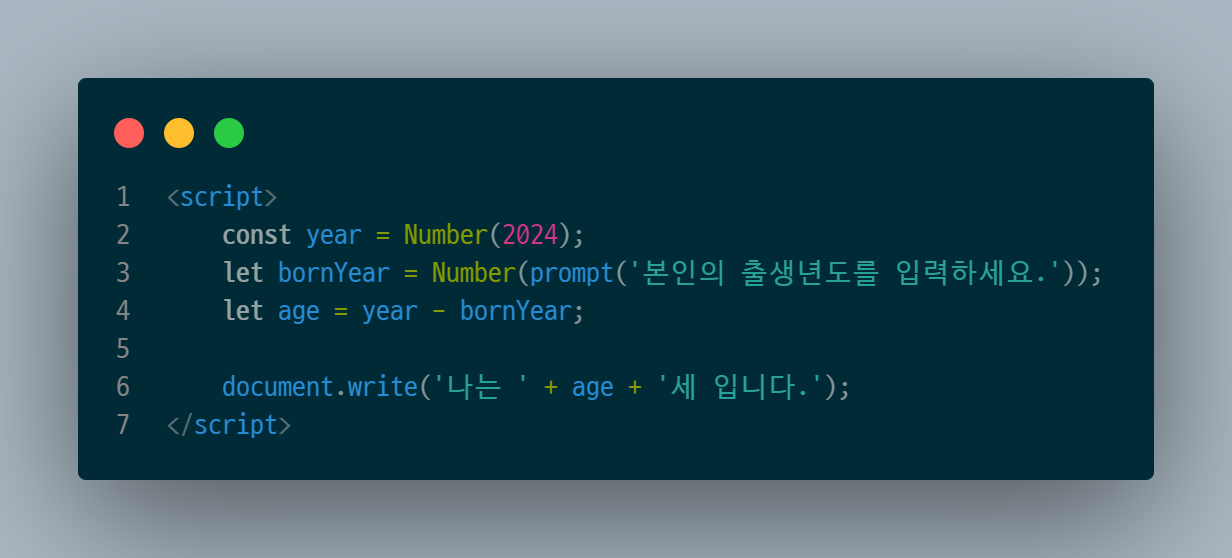 1 <script>
2     const year = Number(2024);
3     let bornYear = Number(prompt('본인의 출생년도를 입력하세요.'));
4     let age = year - bornYear;
5
6     document.write('나는 ' + age + '세 입니다.');
7 </script>